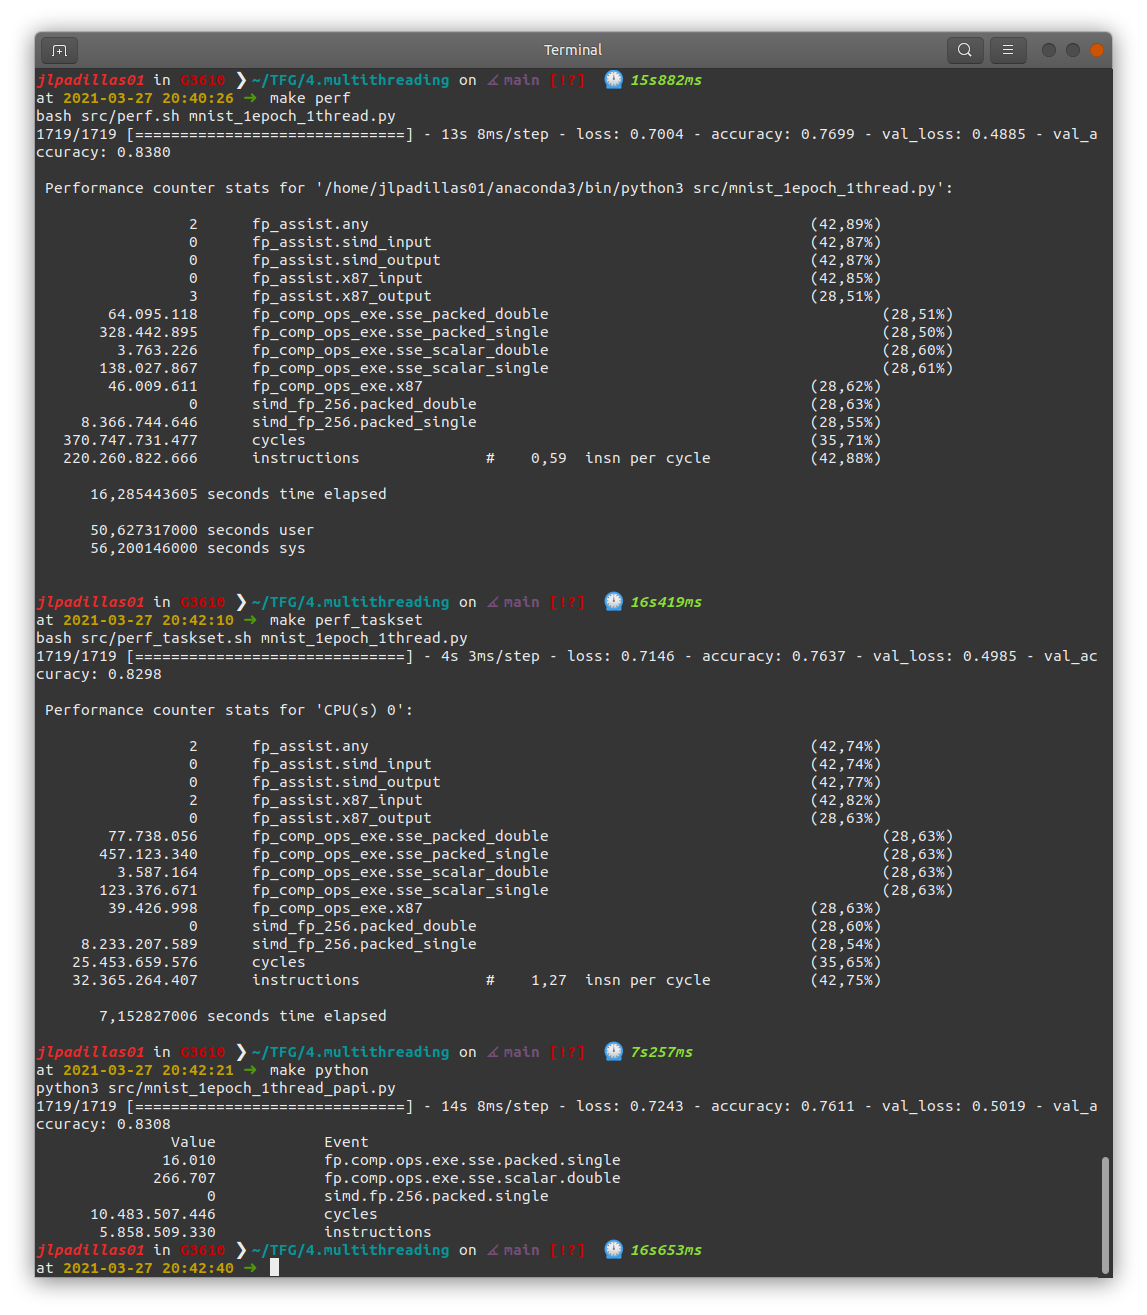 Terminal
jlpadillas01 in G3610 ❯~/TFG/4.multithreading on ∡main [!?] 15s882ms
at 2021-03-27 20:40:26 ➜ make perf
bash src/perf.sh mnist_1epoch_1thread.py
1719/1719 [==============================] - 13s 8ms/step - loss: 0.7004 - accuracy: 0.7699 - val_loss: 0.4885 - val_a
ccuracy: 0.8380
Performance counter stats for '/home/jlpadillas01/anaconda3/bin/python3 src/mnist_1epoch_1thread.py':
2 fp_assist.any (42,89%)
0 fp_assist.simd_input (42,87%)
0 fp_assist.simd_output (42,87%)
0 fp_assist.x87_input (42,85%)
3 fp_assist.x87_output (28,51%)
64.095.118 fp_comp_ops_exe.sse_packed_double (28,51%)
328.442.895 fp_comp_ops_exe.sse_packed_single (28,50%)
3.763.226 fp_comp_ops_exe.sse_scalar_double (28,60%)
138.027.867 fp_comp_ops_exe.sse_scalar_single (28,61%)
46.009.611 fp_comp_ops_exe.x87 (28,62%)
0 simd_fp_256.packed_double (28,63%)
8.366.744.646 simd_fp_256.packed_single (28,55%)
370.747.731.477 cycles (35,71%)
220.260.822.666 instructions # 0,59 insn per cycle (42,88%)
16,285443605 seconds time elapsed
50,627317000 seconds user
56,200146000 seconds sys
jlpadillas01 in G3610 ❯~/TFG/4.multithreading on ∡main [!?] 16s419ms
at 2021-03-27 20:42:10 ➜ make perf_taskset
bash src/perf_taskset.sh mnist_1epoch_1thread.py
1719/1719 [==============================] - 4s 3ms/step - loss: 0.7146 - accuracy: 0.7637 - val_loss: 0.4985 - val_ac
curacy: 0.8298
Performance counter stats for 'CPU(s) 0':
2 fp_assist.any (42,74%)
0 fp_assist.simd_input (42,74%)
0 fp_assist.simd_output (42,77%)
2 fp_assist.x87_input (42,82%)
0 fp_assist.x87_output (28,63%)
77.738.056 fp_comp_ops_exe.sse_packed_double (28,63%)
457.123.340 fp_comp_ops_exe.sse_packed_single (28,63%)
3.587.164 fp_comp_ops_exe.sse_scalar_double (28,63%)
123.376.671 fp_comp_ops_exe.sse_scalar_single (28,63%)
39.426.998 fp_comp_ops_exe.x87 (28,63%)
0 simd_fp_256.packed_double (28,60%)
8.233.207.589 simd_fp_256.packed_single (28,54%)
25.453.659.576 cycles (35,65%)
32.365.264.407 instructions # 1,27 insn per cycle (42,75%)
7,152827006 seconds time elapsed
jlpadillas01 in G3610 ❯~/TFG/4.multithreading on ∡main [!?] 7s257ms
at 2021-03-27 20:42:21 ➜ make python
python3 src/mnist_1epoch_1thread_papi.py
1719/1719 [==============================] - 14s 8ms/step - loss: 0.7243 - accuracy: 0.7611 - val_loss: 0.5019 - val_a
ccuracy: 0.8308
Value Event
16.010 fp.comp.ops.exe.sse.packed.single
266.707 fp.comp.ops.exe.sse.scalar.double
0 simd.fp.256.packed.single
10.483.507.446 cycles
5.858.509.330 instructions
jlpadillas01 in G3610 ❯~/TFG/4.multithreading on ∡main [!?] 16s653ms
at 2021-03-27 20:42:40 ➜